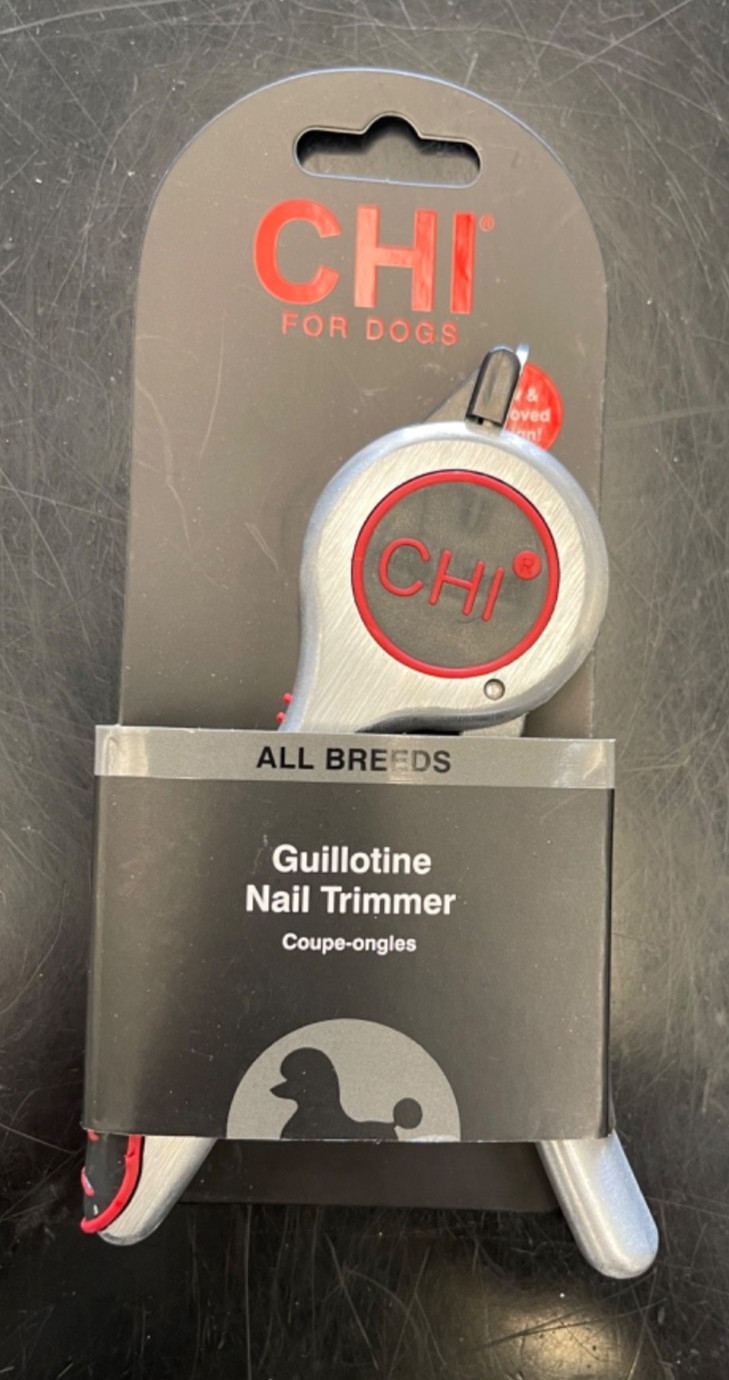 CHI®
FOR DOGS
&
CHI®
ALL BREEDS
Guillotine
Nail Trimmer
Coupe-ongles